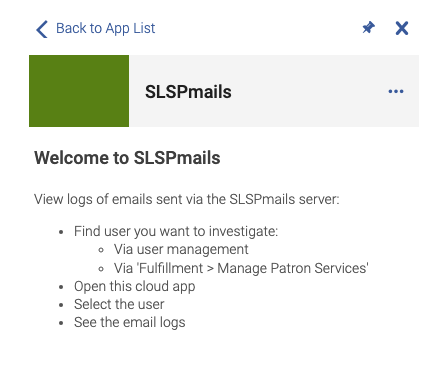 Back to App List
SLSPmails
Welcome to SLSPmails
View logs of emails sent via the SLSPmails server:
Find user you want to investigate:
Via user management
Via 'Fulfillment > Manage Patron Services'
Open this cloud app
Select the user
See the email logs